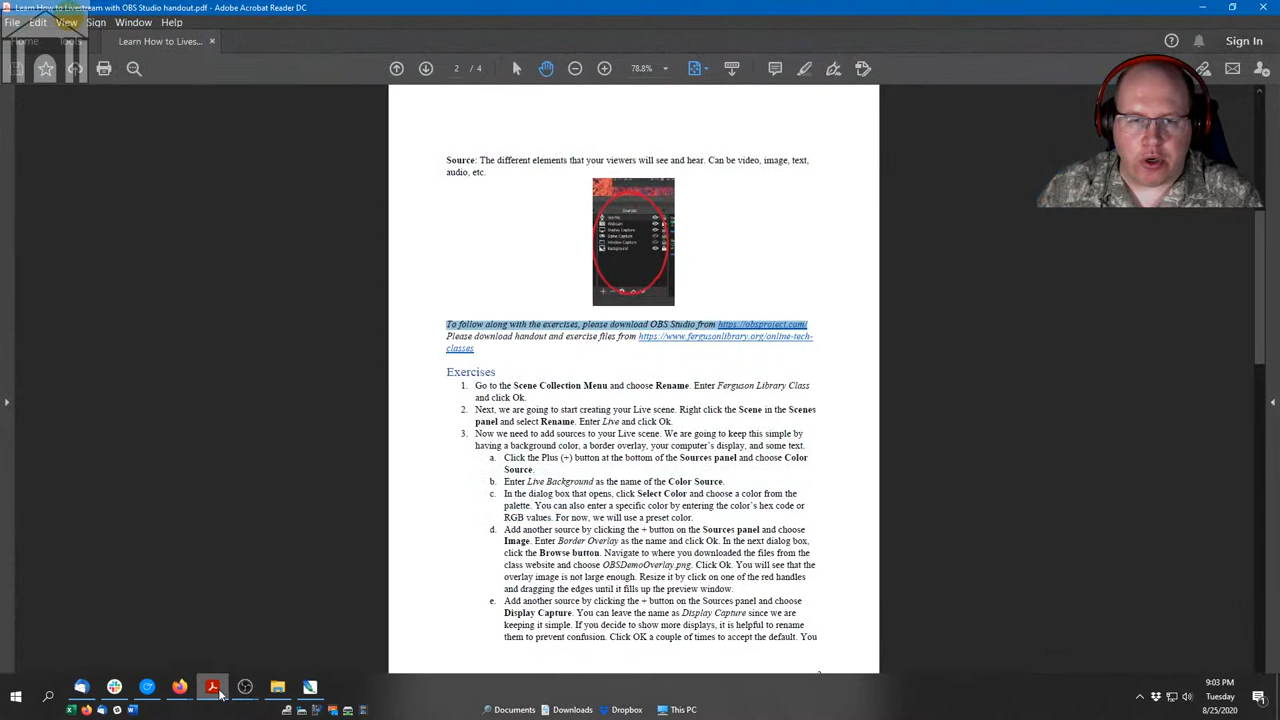 Learn How to Livestream with OBS Studio handout.pdf - Adobe Acrobat Reader DC
File Edit View Sign Window Help
Home Tools Learn How to Lives... × Sign In
2 / 4 78.8%
Source: The different elements that your viewers will see and hear. Can be video, image, text,
audio, etc.
Sources
Webcam
Display Capture
Game Capture
Window Capture
Background
To follow along with the exercises, please download OBS Studio from https://obsproject.com/
Please download handout and exercise files from https://www.fergusonlibrary.org/online-tech-
classes
Exercises
1. Go to the Scene Collection Menu and choose Rename. Enter Ferguson Library Class
and click Ok.
2. Next, we are going to start creating your Live scene. Right click the Scene in the Scenes
panel and select Rename. Enter Live and click Ok.
3. Now we need to add sources to your Live scene. We are going to keep this simple by
having a background color, a border overlay, your computer’s display, and some text.
a. Click the Plus (+) button at the bottom of the Sources panel and choose Color
Source.
b. Enter Live Background as the name of the Color Source.
c. In the dialog box that opens, click Select Color and choose a color from the
palette. You can also enter a specific color by entering the color’s hex code or
RGB values. For now, we will use a preset color.
d. Add another source by clicking the + button on the Sources panel and choose
Image. Enter Border Overlay as the name and click Ok. In the next dialog box,
click the Browse button. Navigate to where you downloaded the files from the
class website and choose OBSDemoOverlay.png. Click Ok. You will see that the
overlay image is not large enough. Resize it by click on one of the red handles
and dragging the edges until it fills up the preview window.
e. Add another source by clicking the + button on the Sources panel and choose
Display Capture. You can leave the name as Display Capture since we are
keeping it simple. If you decide to show more displays, it is helpful to rename
them to prevent confusion. Click OK a couple of times to accept the default. You
9:03 PM
Tuesday
Documents Downloads Dropbox This PC 8/25/2020